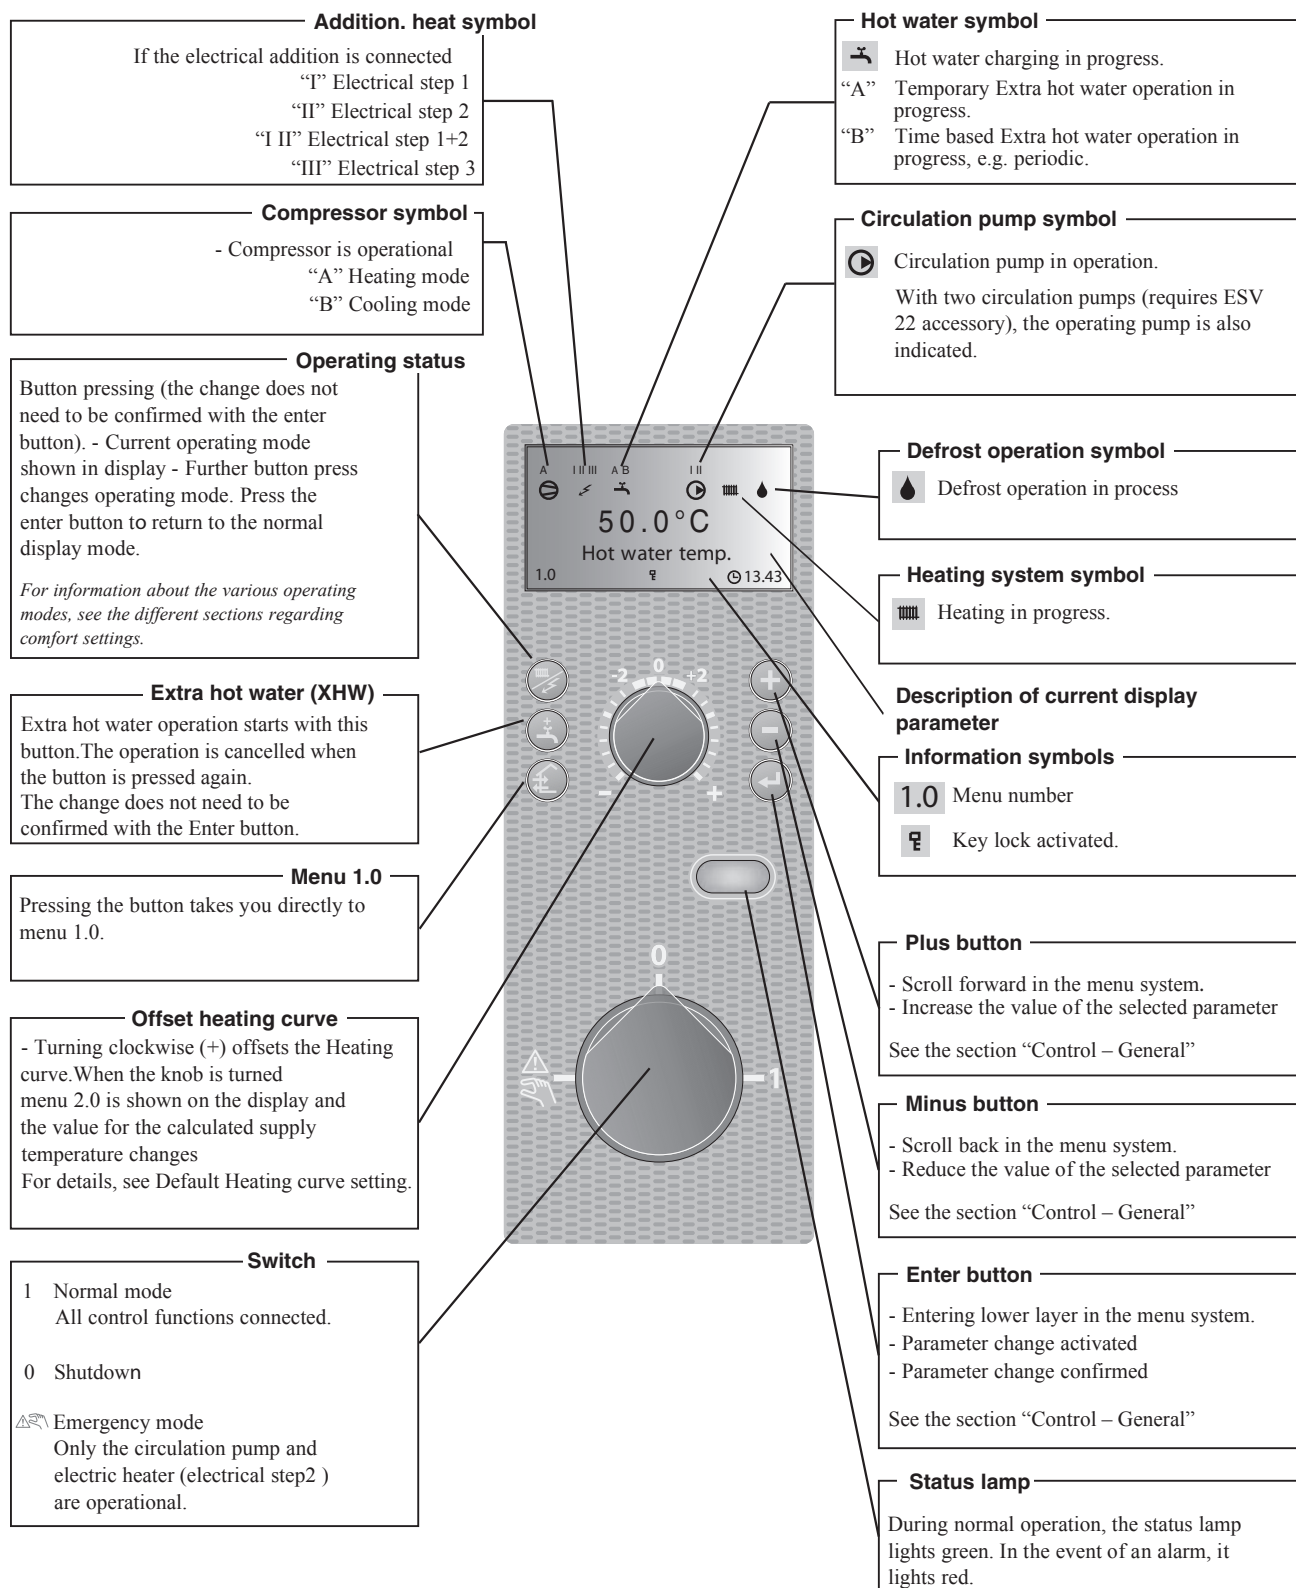 Addition. heat symbol
If the electrical addition is connected
“I” Electrical step 1
“II” Electrical step 2
“I II” Electrical step 1+2
“III” Electrical step 3
Compressor symbol
- Compressor is operational
“A” Heating mode
“B” Cooling mode
Operating status
Button pressing (the change does not
need to be confirmed with the enter
button). - Current operating mode
shown in display - Further button press
changes operating mode. Press the
enter button to return to the normal
display mode.
For information about the various operating
modes, see the different sections regarding
comfort settings.
Extra hot water (XHW)
Extra hot water operation starts with this
button.The operation is cancelled when
the button is pressed again.
The change does not need to be
confirmed with the Enter button.
Menu 1.0
Pressing the button takes you directly to
menu 1.0.
Offset heating curve
- Turning clockwise (+) offsets the Heating
curve.When the knob is turned
menu 2.0 is shown on the display and
the value for the calculated supply
temperature changes
For details, see Default Heating curve setting.
Switch
1 Normal mode
All control functions connected.
0 Shutdown
Emergency mode
Only the circulation pump and
electric heater (electrical step2 )
are operational.
A I II III A B I II
50.0°C
Hot water temp.
1.0 13.43
-2 0 +2
- +
0
1
Hot water symbol
Hot water charging in progress.
“A” Temporary Extra hot water operation in
progress.
“B” Time based Extra hot water operation in
progress, e.g. periodic.
Circulation pump symbol
Circulation pump in operation.
With two circulation pumps (requires ESV
22 accessory), the operating pump is also
indicated.
Defrost operation symbol
Defrost operation in process
Heating system symbol
Heating in progress.
Description of current display
parameter
Information symbols
1.0 Menu number
Key lock activated.
Plus button
- Scroll forward in the menu system.
- Increase the value of the selected parameter
See the section “Control – General”
Minus button
- Scroll back in the menu system.
- Reduce the value of the selected parameter
See the section “Control – General”
Enter button
- Entering lower layer in the menu system.
- Parameter change activated
- Parameter change confirmed
See the section “Control – General”
Status lamp
During normal operation, the status lamp
lights green. In the event of an alarm, it
lights red.